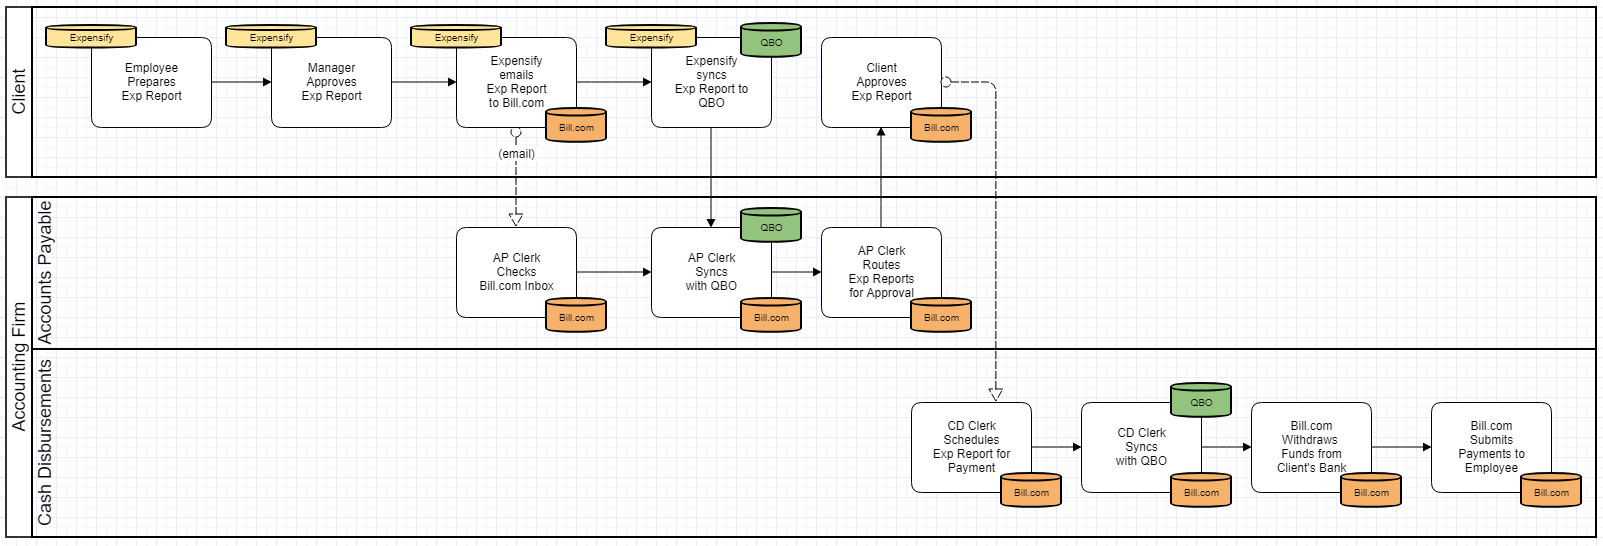 Client
Expensify
Employee
Prepares
Exp Report
Expensify
Manager
Approves
Exp Report
Expensify
Expensify
emails
Exp Report
to Bill.com
Bill.com
(email)
Expensify
QBO
Expensify
syncs
Exp Report to
QBO
Client
Approves
Exp Report
Bill.com
Accounting Firm
Accounts Payable
AP Clerk
Checks
Bill.com Inbox
Bill.com
QBO
AP Clerk
Syncs
with QBO
Bill.com
AP Clerk
Routes
Exp Reports
for Approval
Bill.com
Cash Disbursements
CD Clerk
Schedules
Exp Report for
Payment
Bill.com
QBO
CD Clerk
Syncs
with QBO
Bill.com
Bill.com
Withdraws
Funds from
Client's Bank
Bill.com
Bill.com
Submits
Payments to
Employee
Bill.com